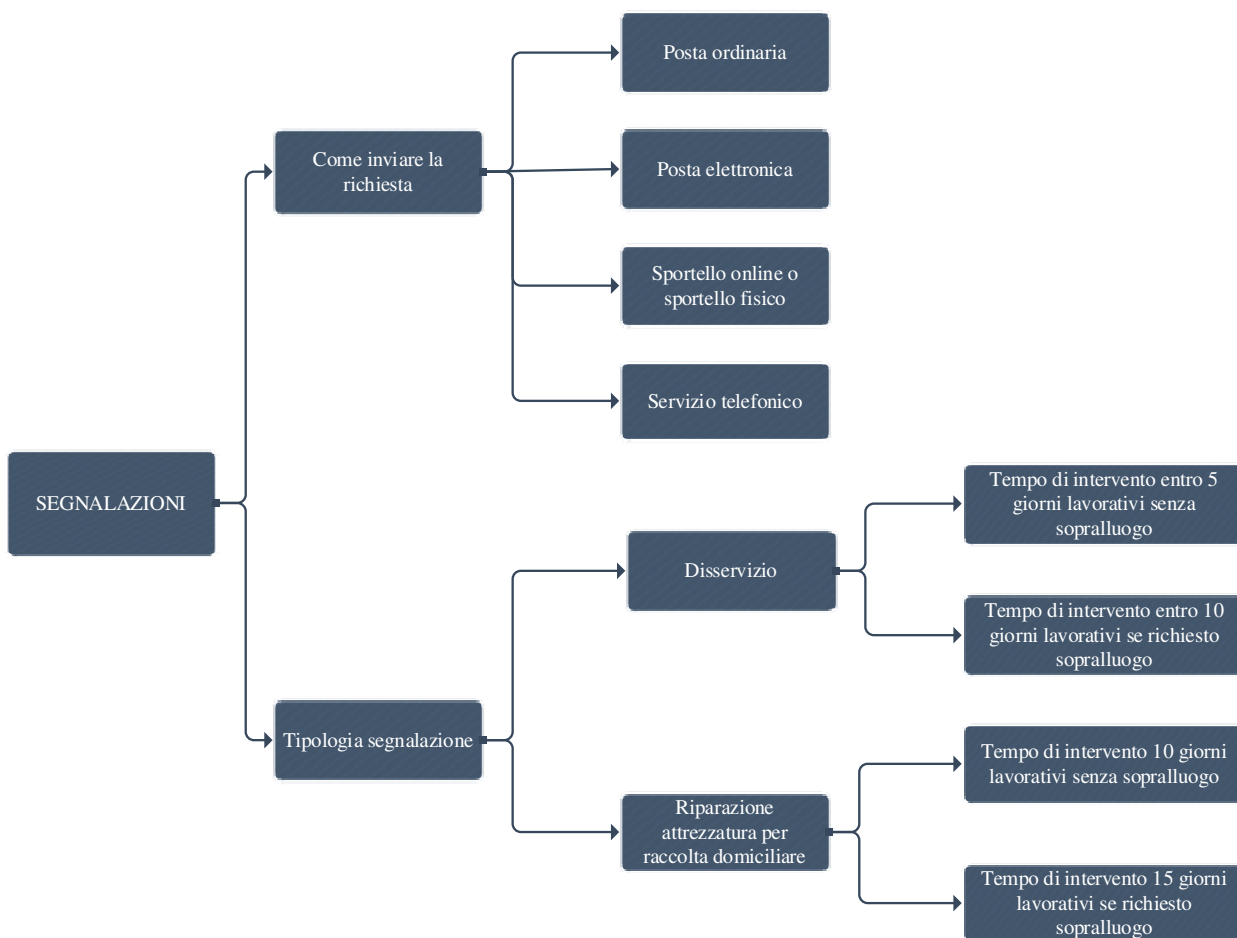 Posta ordinaria
Come inviare la
richiesta
Posta elettronica
Sportello online o
sportello fisico
Servizio telefonico
SEGNALAZIONI
Tempo di intervento entro 5
giorni lavorativi senza
sopralluogo
Disservizio
Tempo di intervento entro 10
giorni lavorativi se richiesto
sopralluogo
Tipologia segnalazione
Tempo di intervento 10 giorni
lavorativi senza sopralluogo
Riparazione
attrezzatura per
raccolta domiciliare
Tempo di intervento 15 giorni
lavorativi se richiesto
sopralluogo